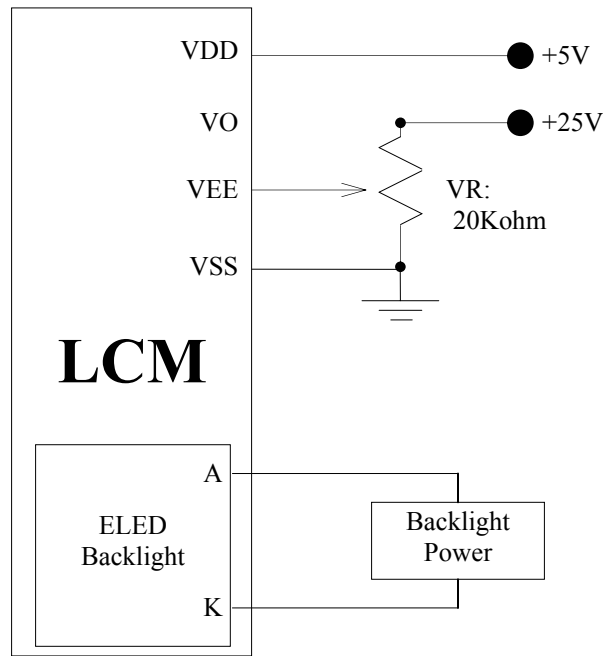 VDD
+5V
VO
+25V
VEE
VR:
20Kohm
VSS
LCM
A
ELED
Backlight
Backlight
Power
K